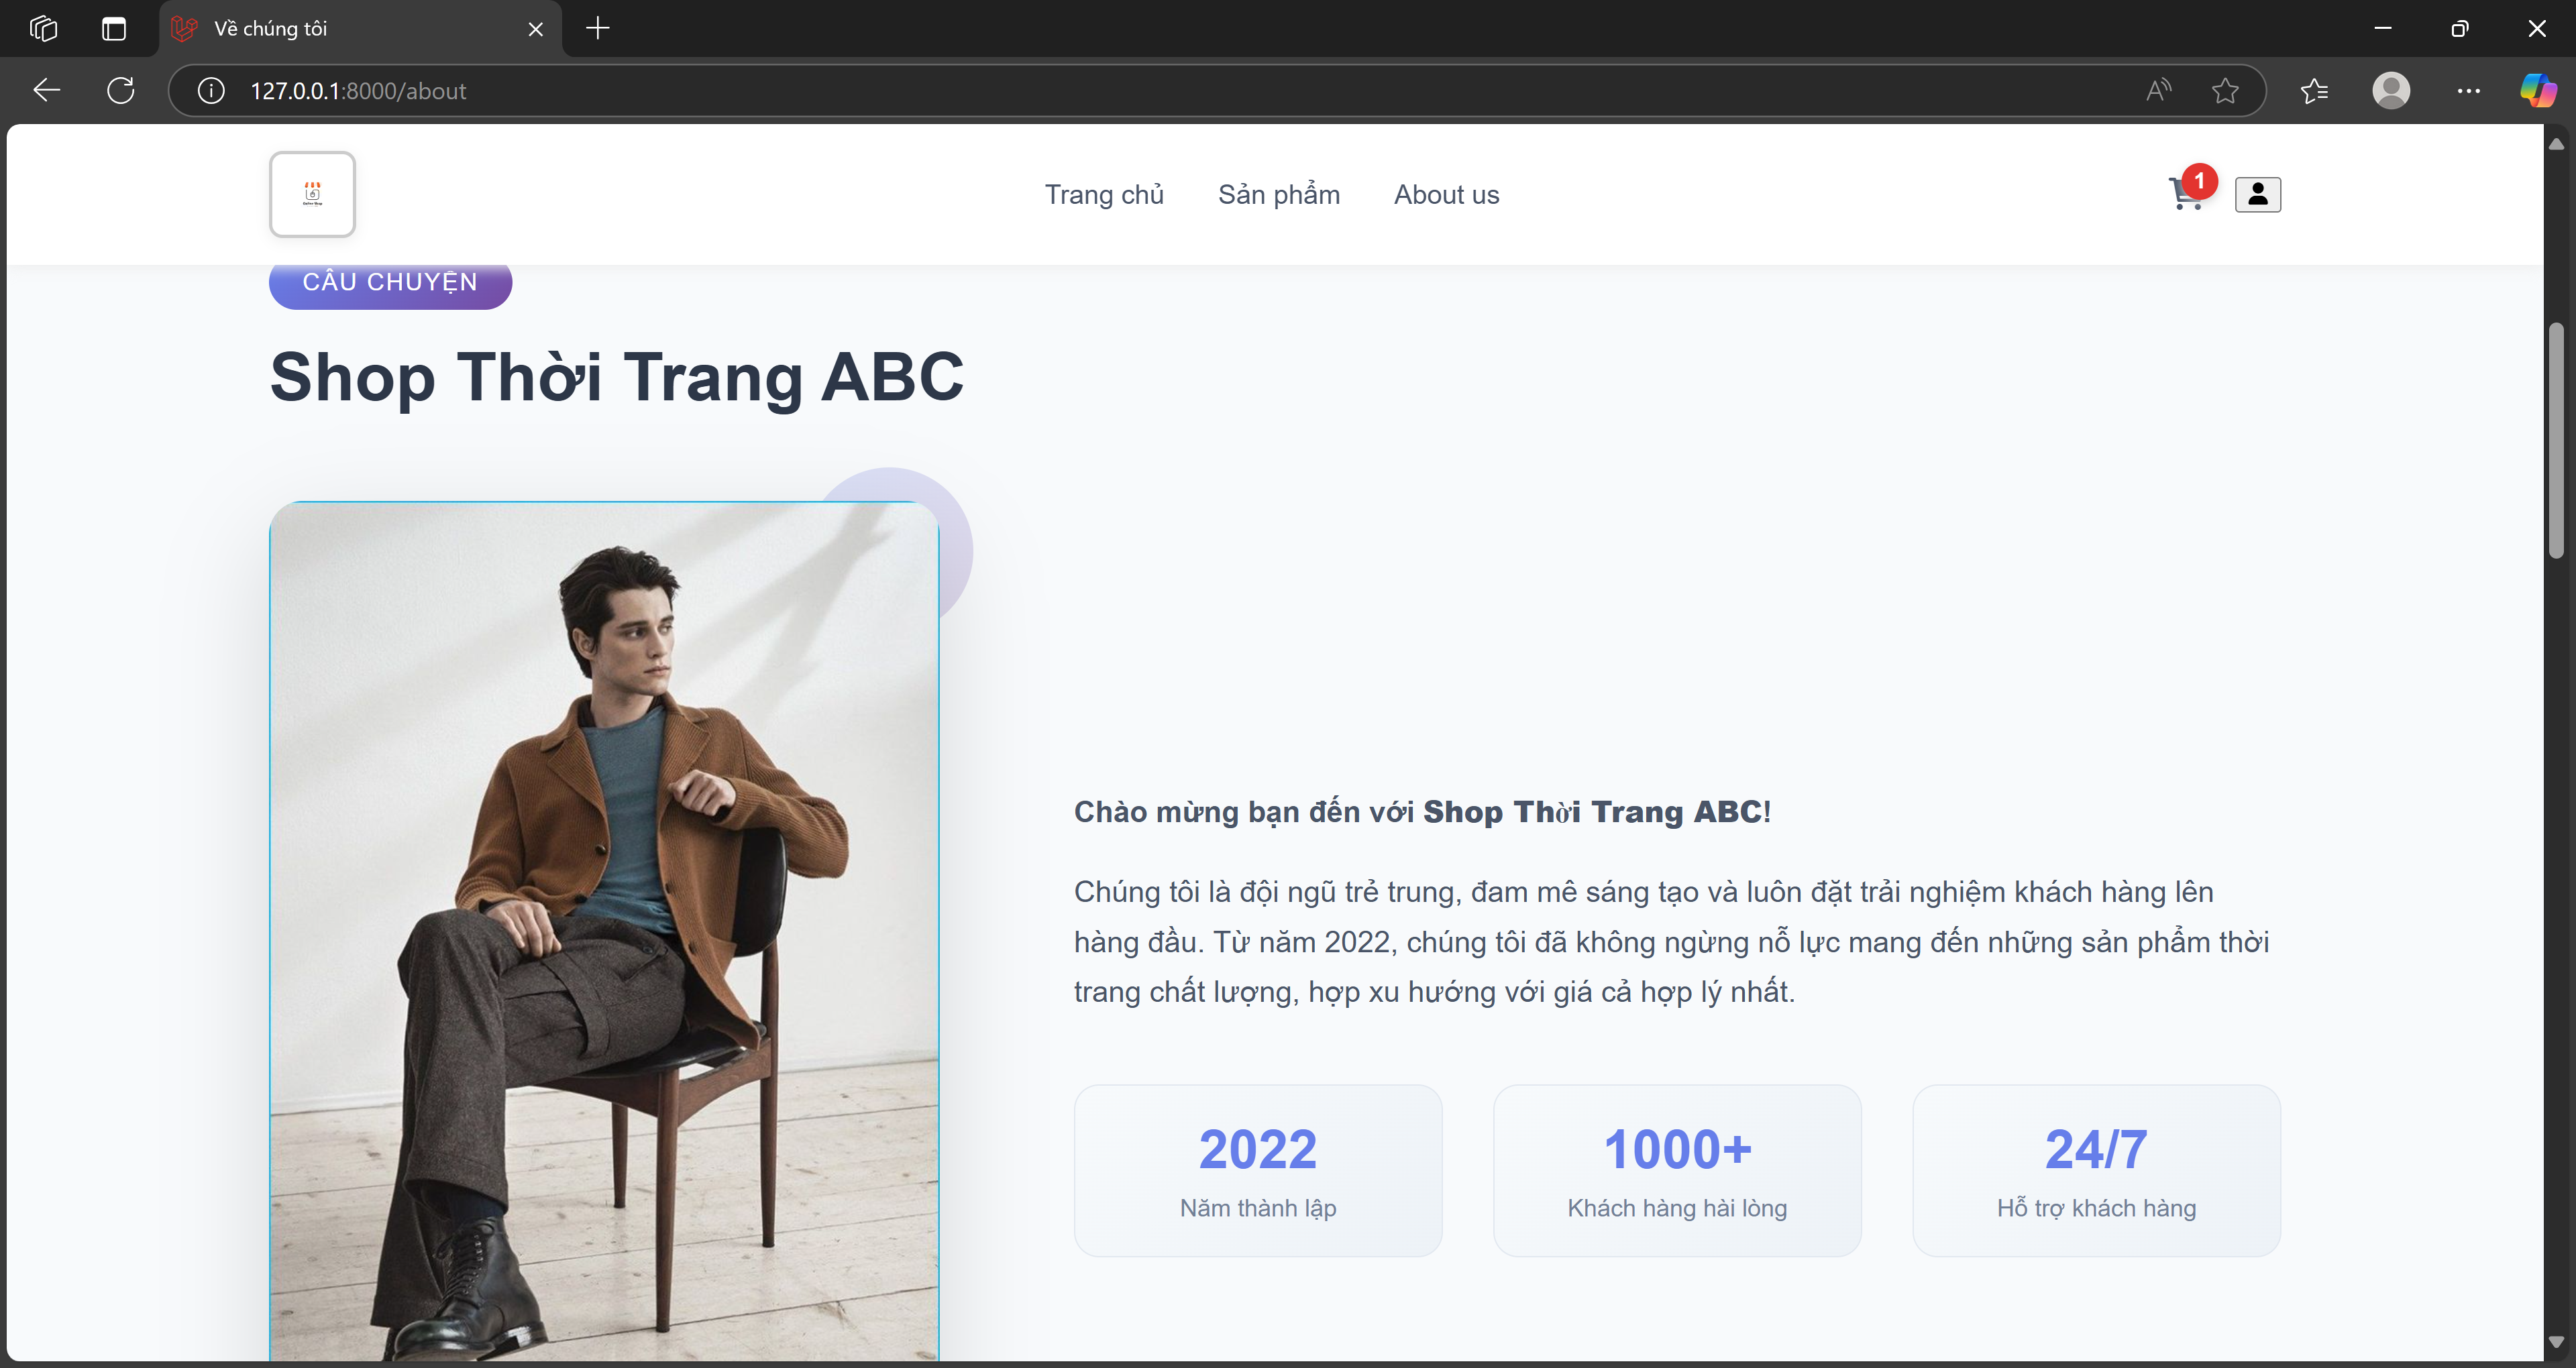 Về chúng tôi
127.0.0.1:8000/about
Trang chủ
Sản phẩm
About us
1
CÂU CHUYỆN
Shop Thời Trang ABC
Chào mừng bạn đến với Shop Thời Trang ABC!
Chúng tôi là đội ngũ trẻ trung, đam mê sáng tạo và luôn đặt trải nghiệm khách hàng lên
hàng đầu. Từ năm 2022, chúng tôi đã không ngừng nỗ lực mang đến những sản phẩm thời
trang chất lượng, hợp xu hướng với giá cả hợp lý nhất.
2022
Năm thành lập
1000+
Khách hàng hài lòng
24/7
Hỗ trợ khách hàng